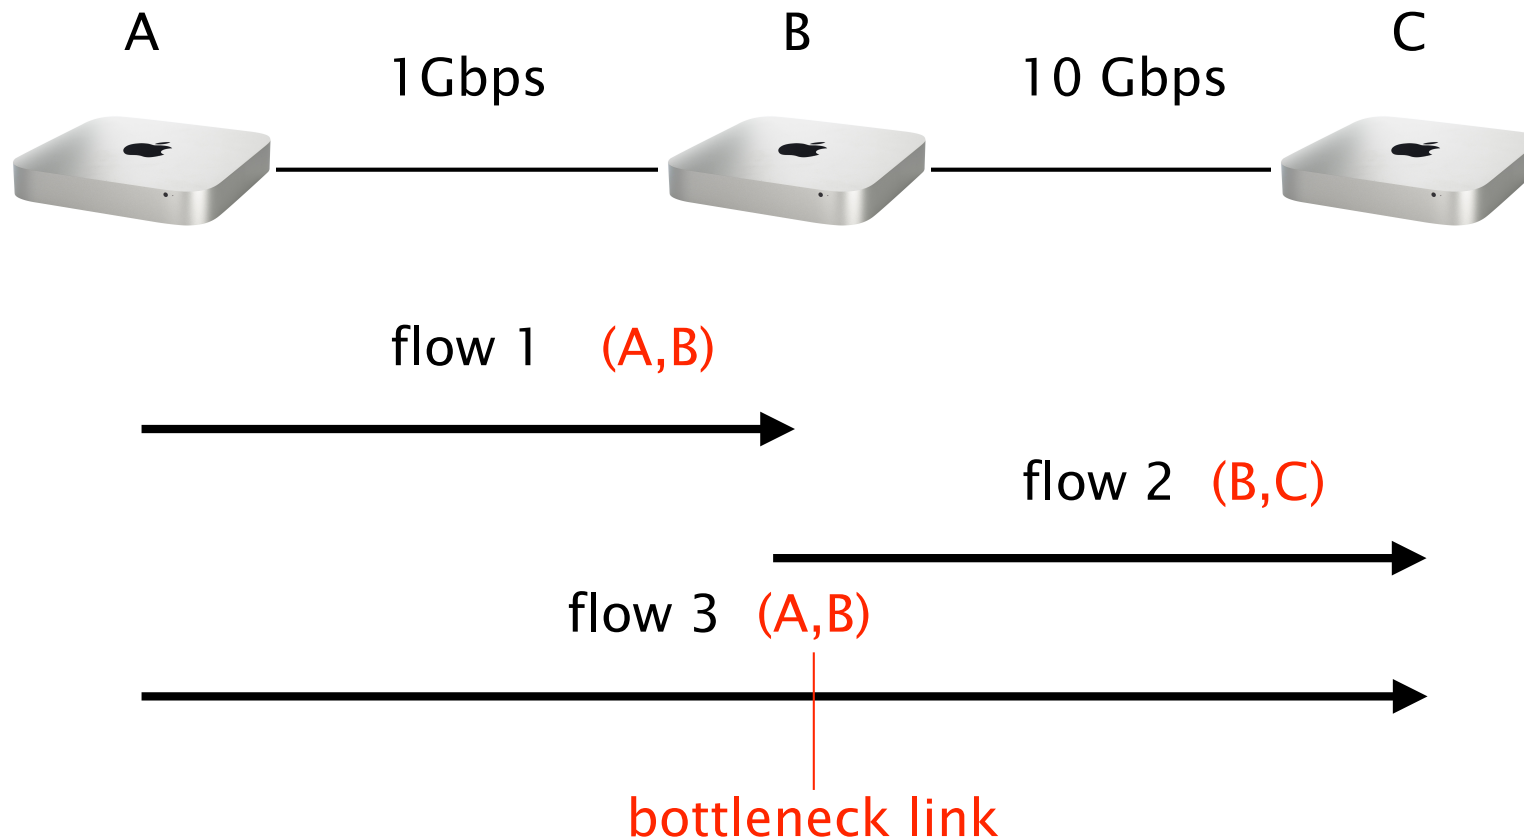 A
B
C
1Gbps
10 Gbps
flow 1 (A,B)
flow 2 (B,C)
flow 3 (A,B)
bottleneck link